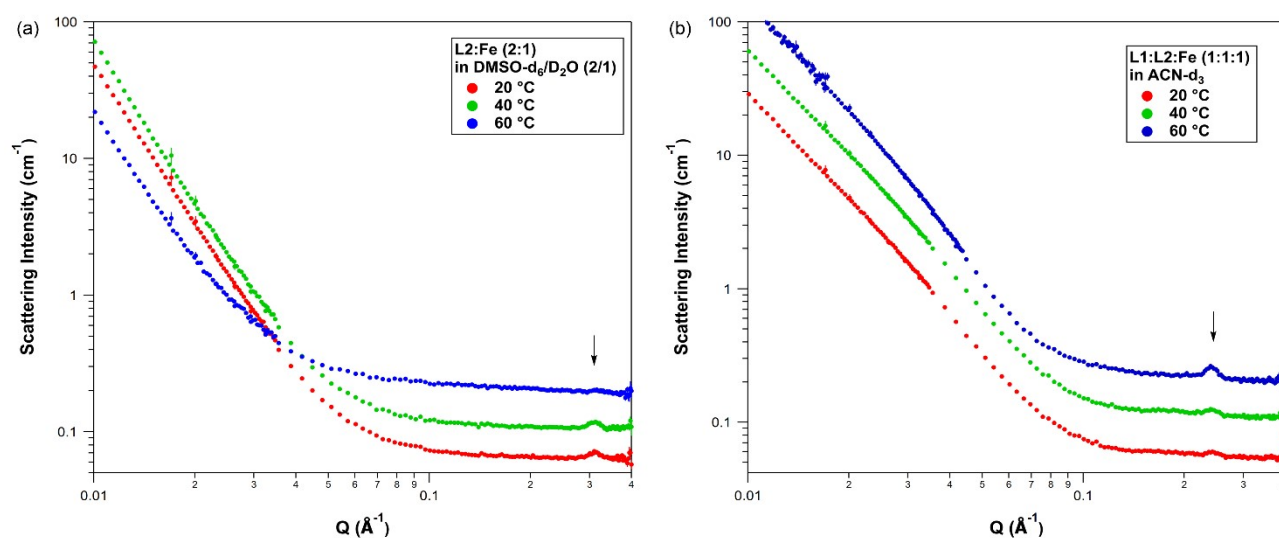 (a)
100
10
1
0.1
Scattering Intensity (cm⁻¹)
L2:Fe (2:1)
in DMSO-d₆/D₂O (2/1)
20 °C
40 °C
60 °C
0.01
2
3
4
5
6
7
8
9
0.1
2
3
4
Q (Å⁻¹)
(b)
100
10
1
0.1
Scattering Intensity (cm⁻¹)
L1:L2:Fe (1:1:1)
in ACN-d₃
20 °C
40 °C
60 °C
0.01
2
3
4
5
6
7
8
9
0.1
2
3
Q (Å⁻¹)